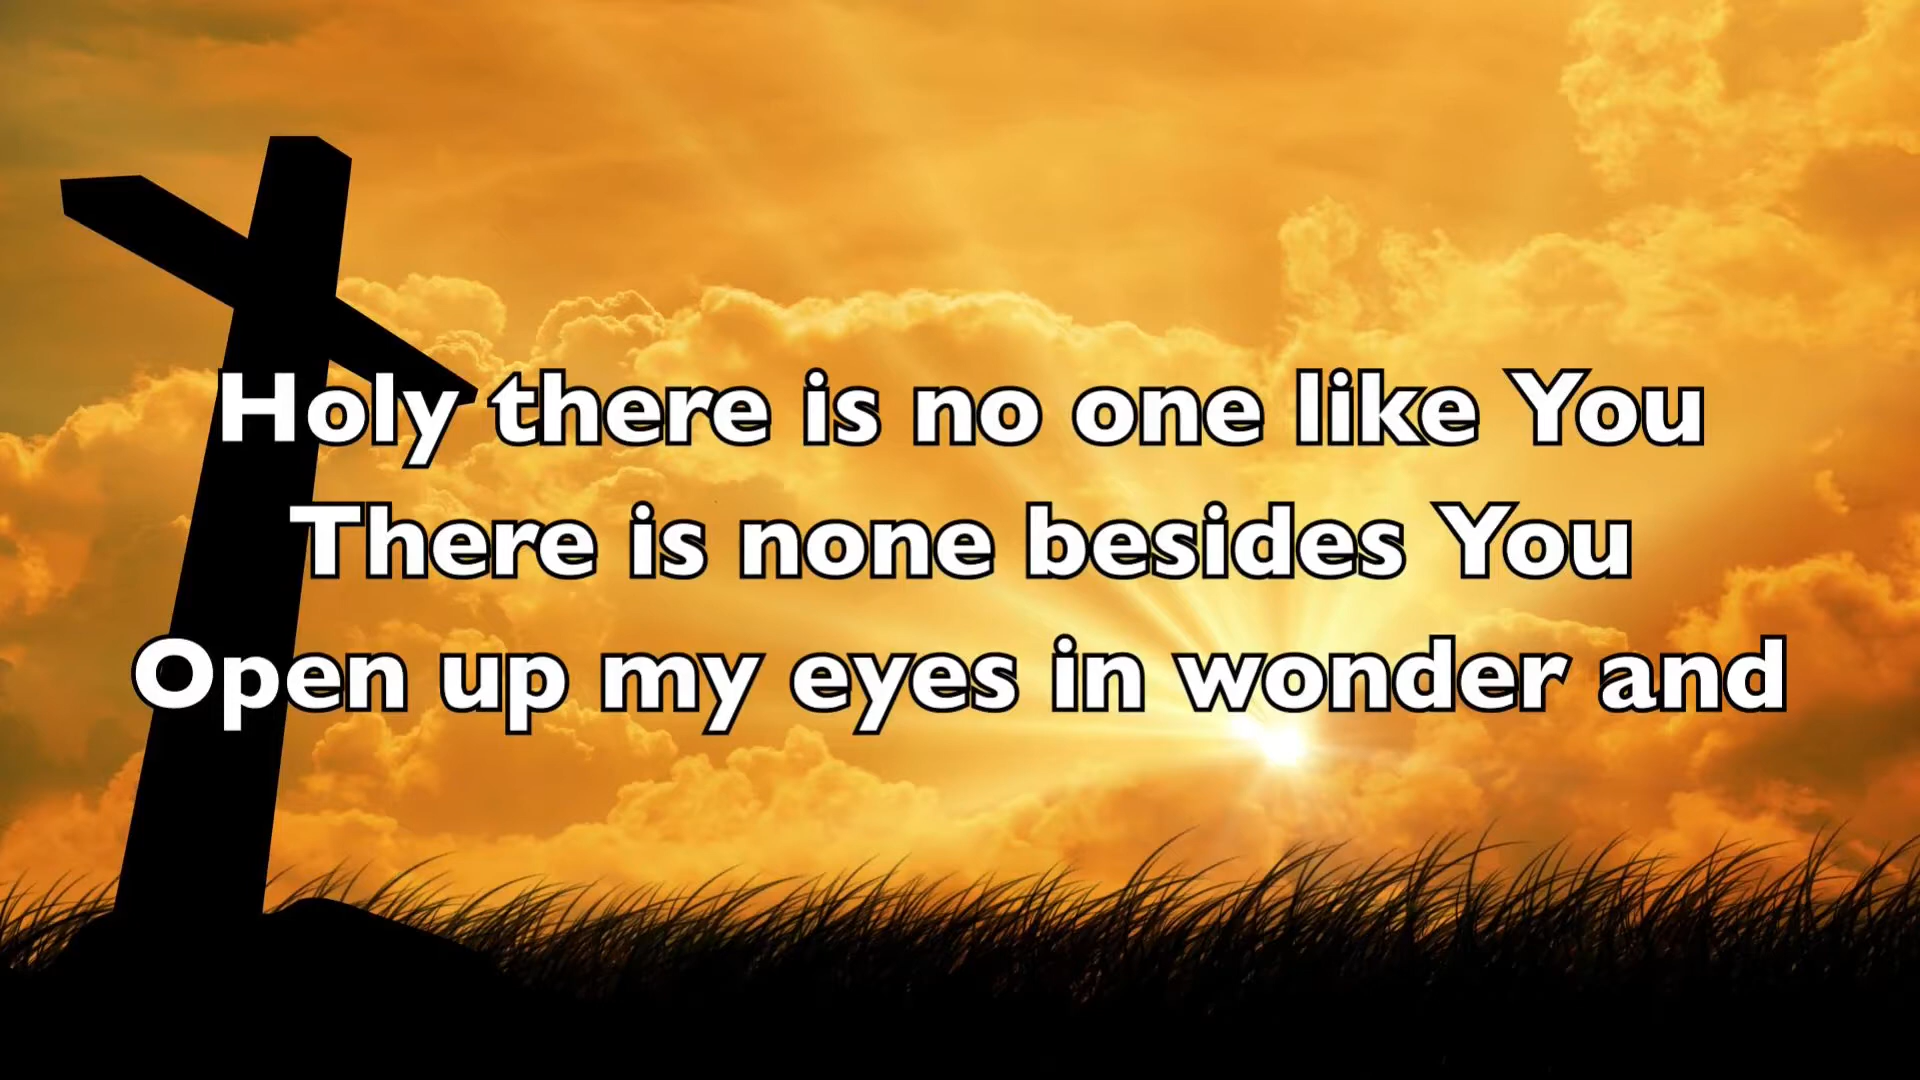 Holy there is no one like You
There is none besides You
Open up my eyes in wonder and